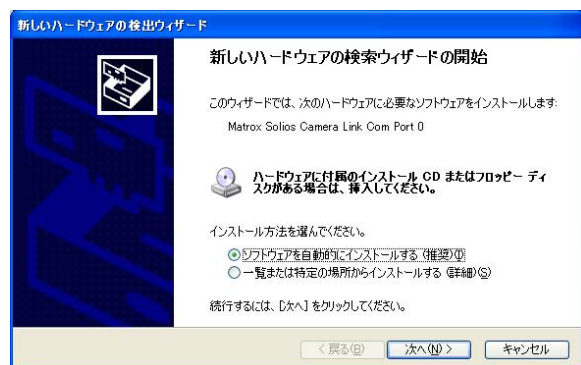 新しいハードウェアの検出ウィザード
新しいハードウェアの検索ウィザードの開始
このウィザードでは、次のハードウェアに必要なソフトウェアをインストールします:
Matrox Solios Camera Link Com Port 0
ハードウェアに付属のインストール CD またはフロッピー ディ
スクがある場合は、挿入してください。
インストール方法を選んでください。
ソフトウェアを自動的にインストールする (推奨)(I)
一覧または特定の場所からインストールする (詳細)(S)
続行するには、[次へ] をクリックしてください。
< 戻る(B) 次へ(N) > キャンセル